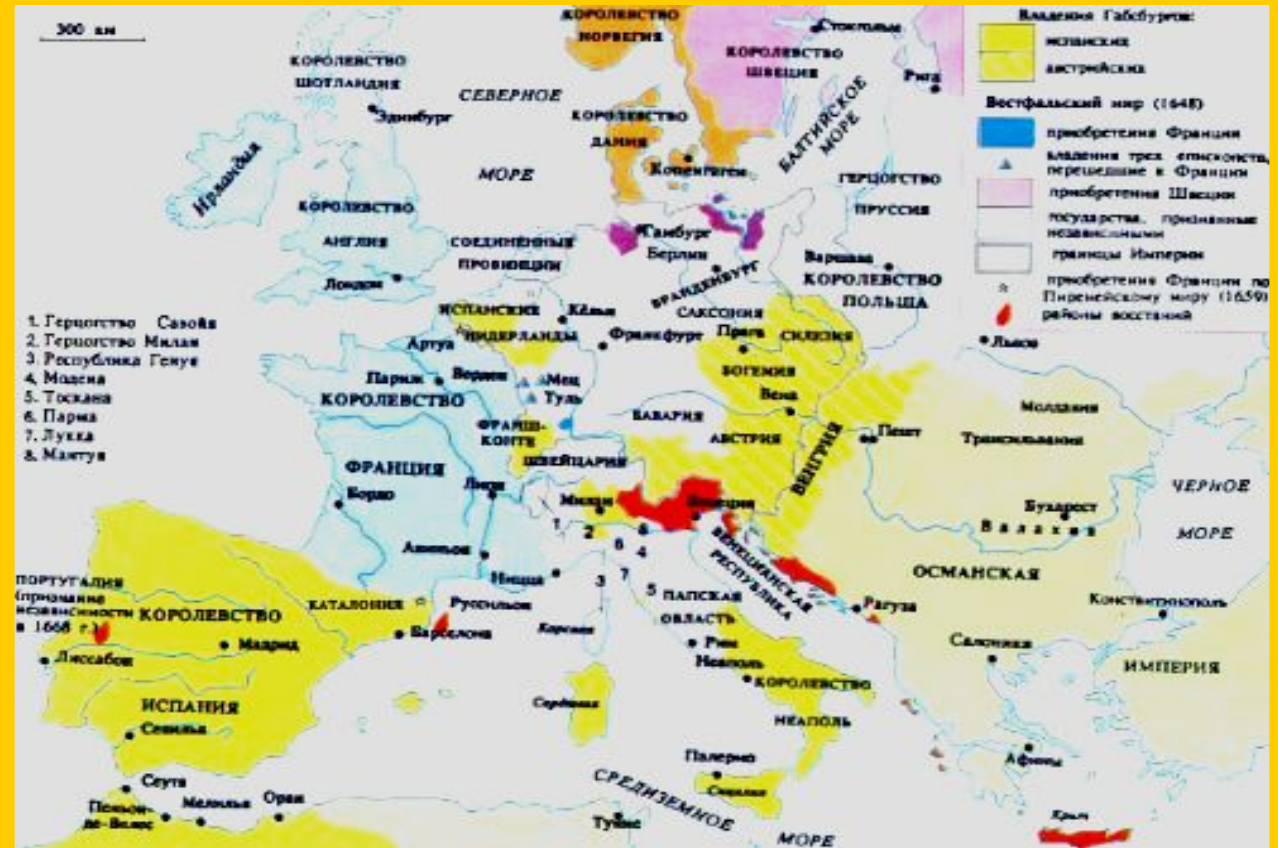 300 км
КОРОЛЕВСТВО
НОРВЕГИЯ
Стокгольм
КОРОЛЕВСТВО
ШВЕЦИЯ
Рига
КОРОЛЕВСТВО
ШОТЛАНДИЯ
Эдинбург
СЕВЕРНОЕ
МОРЕ
КОРОЛЕВСТВО
ДАНИЯ
Копенгаген
БАЛТИЙСКОЕ
МОРЕ
Ирландия
КОРОЛЕВСТВО
АНГЛИЯ
Лондон
ГЕРЦОГСТВО
ПРУССИЯ
СОЕДИНЕННЫЕ
ПРОВИНЦИИ
Гамбург
Берлин
БРАНДЕНБУРГ
Варшава
КОРОЛЕВСТВО
ПОЛЬША
Владения Габсбургов:
испанских
австрийских
Вестфальский мир (1648)
приобретения Франции
владения трех епископств,
перешедшие к Франции
приобретения Швеции
государства, признанные
независимыми
границы Империи
приобретения Франции по
Пиренейскому миру (1659)
районы восстаний
1. Герцогство Савойя
2. Герцогство Милан
3. Республика Генуя
4. Модена
5. Тоскана
6. Парма
7. Лукка
8. Мантуя
ИСПАНСКИЕ
НИДЕРЛАНДЫ
Кёльн
Франкфурт
САКСОНИЯ
Прага
СИЛЕЗИЯ
БОГЕМИЯ
Львов
Артуа
Париж
Верден
Мец
Туль
КОРОЛЕВСТВО
ФРАНЦИЯ
ФРАНШ-
КОНТЕ
ШВЕЙЦАРИЯ
БАВАРИЯ
Вена
АВСТРИЯ
ВЕНГРИЯ
Пешт
Молдавия
Трансильвания
Бухарест
Валахия
ЧЕРНОЕ
МОРЕ
Бордо
Лион
Авиньон
Ницца
Милан
Венеция
1
2
8
6
4
3
7
5
ВЕНЕЦИАНСКАЯ
РЕСПУБЛИКА
ПАПСКАЯ
ОБЛАСТЬ
Рим
Корсика
Рагуза
ОСМАНСКАЯ
ИМПЕРИЯ
Константинополь
Салоники
Афины
ПОРТУГАЛИЯ
(признание
независимости
в 1668 г.)
КОРОЛЕВСТВО
ИСПАНИЯ
КАТАЛОНИЯ
Руссильон
Барселона
Мадрид
Лиссабон
Севилья
Сеута
Пеньон-
де-Велес
Мелилья
Оран
Сардиния
Неаполь
КОРОЛЕВСТВО
НЕАПОЛЬ
Палермо
Сицилия
Тунис
СРЕДИЗЕМНОЕ
МОРЕ